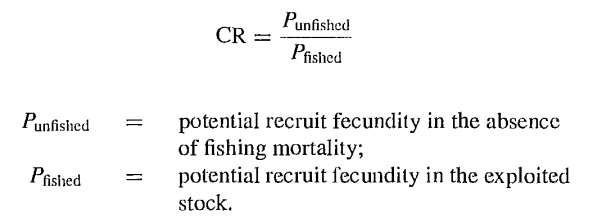 CR = P_unfished / P_fished
P_unfished = potential recruit fecundity in the absence
of fishing mortality;
P_fished = potential recruit fecundity in the exploited
stock.